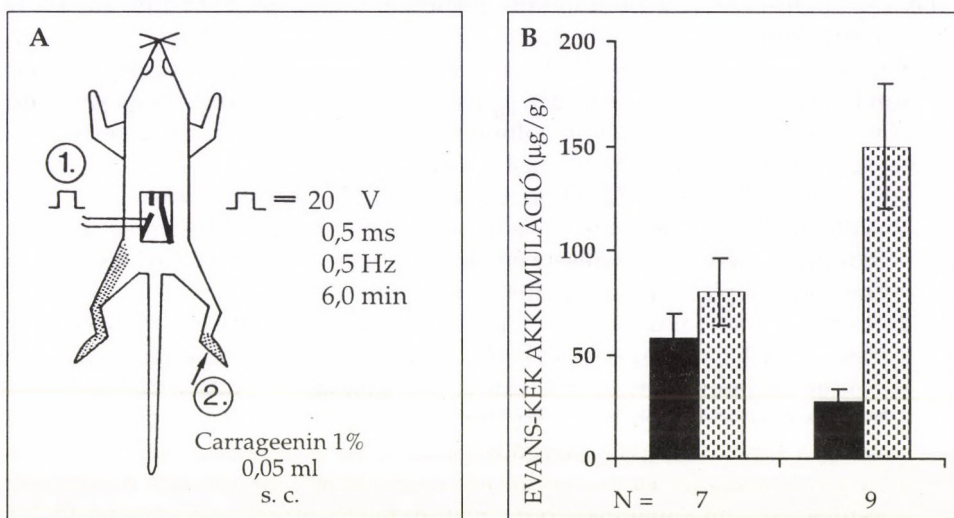 A
1.
= 20 V
0,5 ms
0,5 Hz
6,0 min
2.
Carrageenin 1%
0,05 ml
s. c.
B
EVANS-KÉK AKKUMULÁCIÓ (µg/g)
200
150
100
50
0
N = 7 9